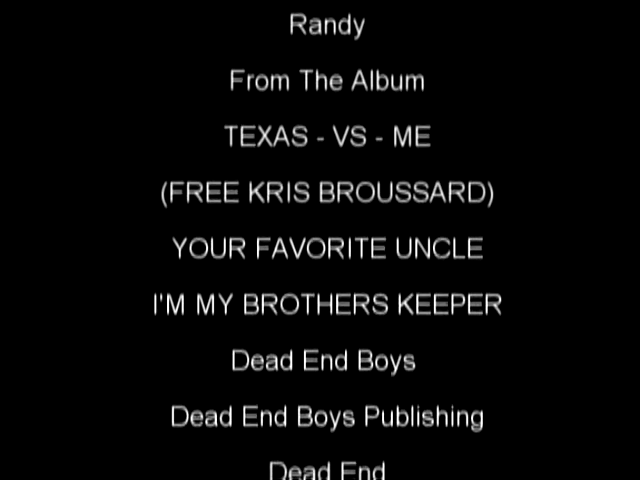 Randy
From The Album
TEXAS - VS - ME
(FREE KRIS BROUSSARD)
YOUR FAVORITE UNCLE
I'M MY BROTHERS KEEPER
Dead End Boys
Dead End Boys Publishing
Dead End